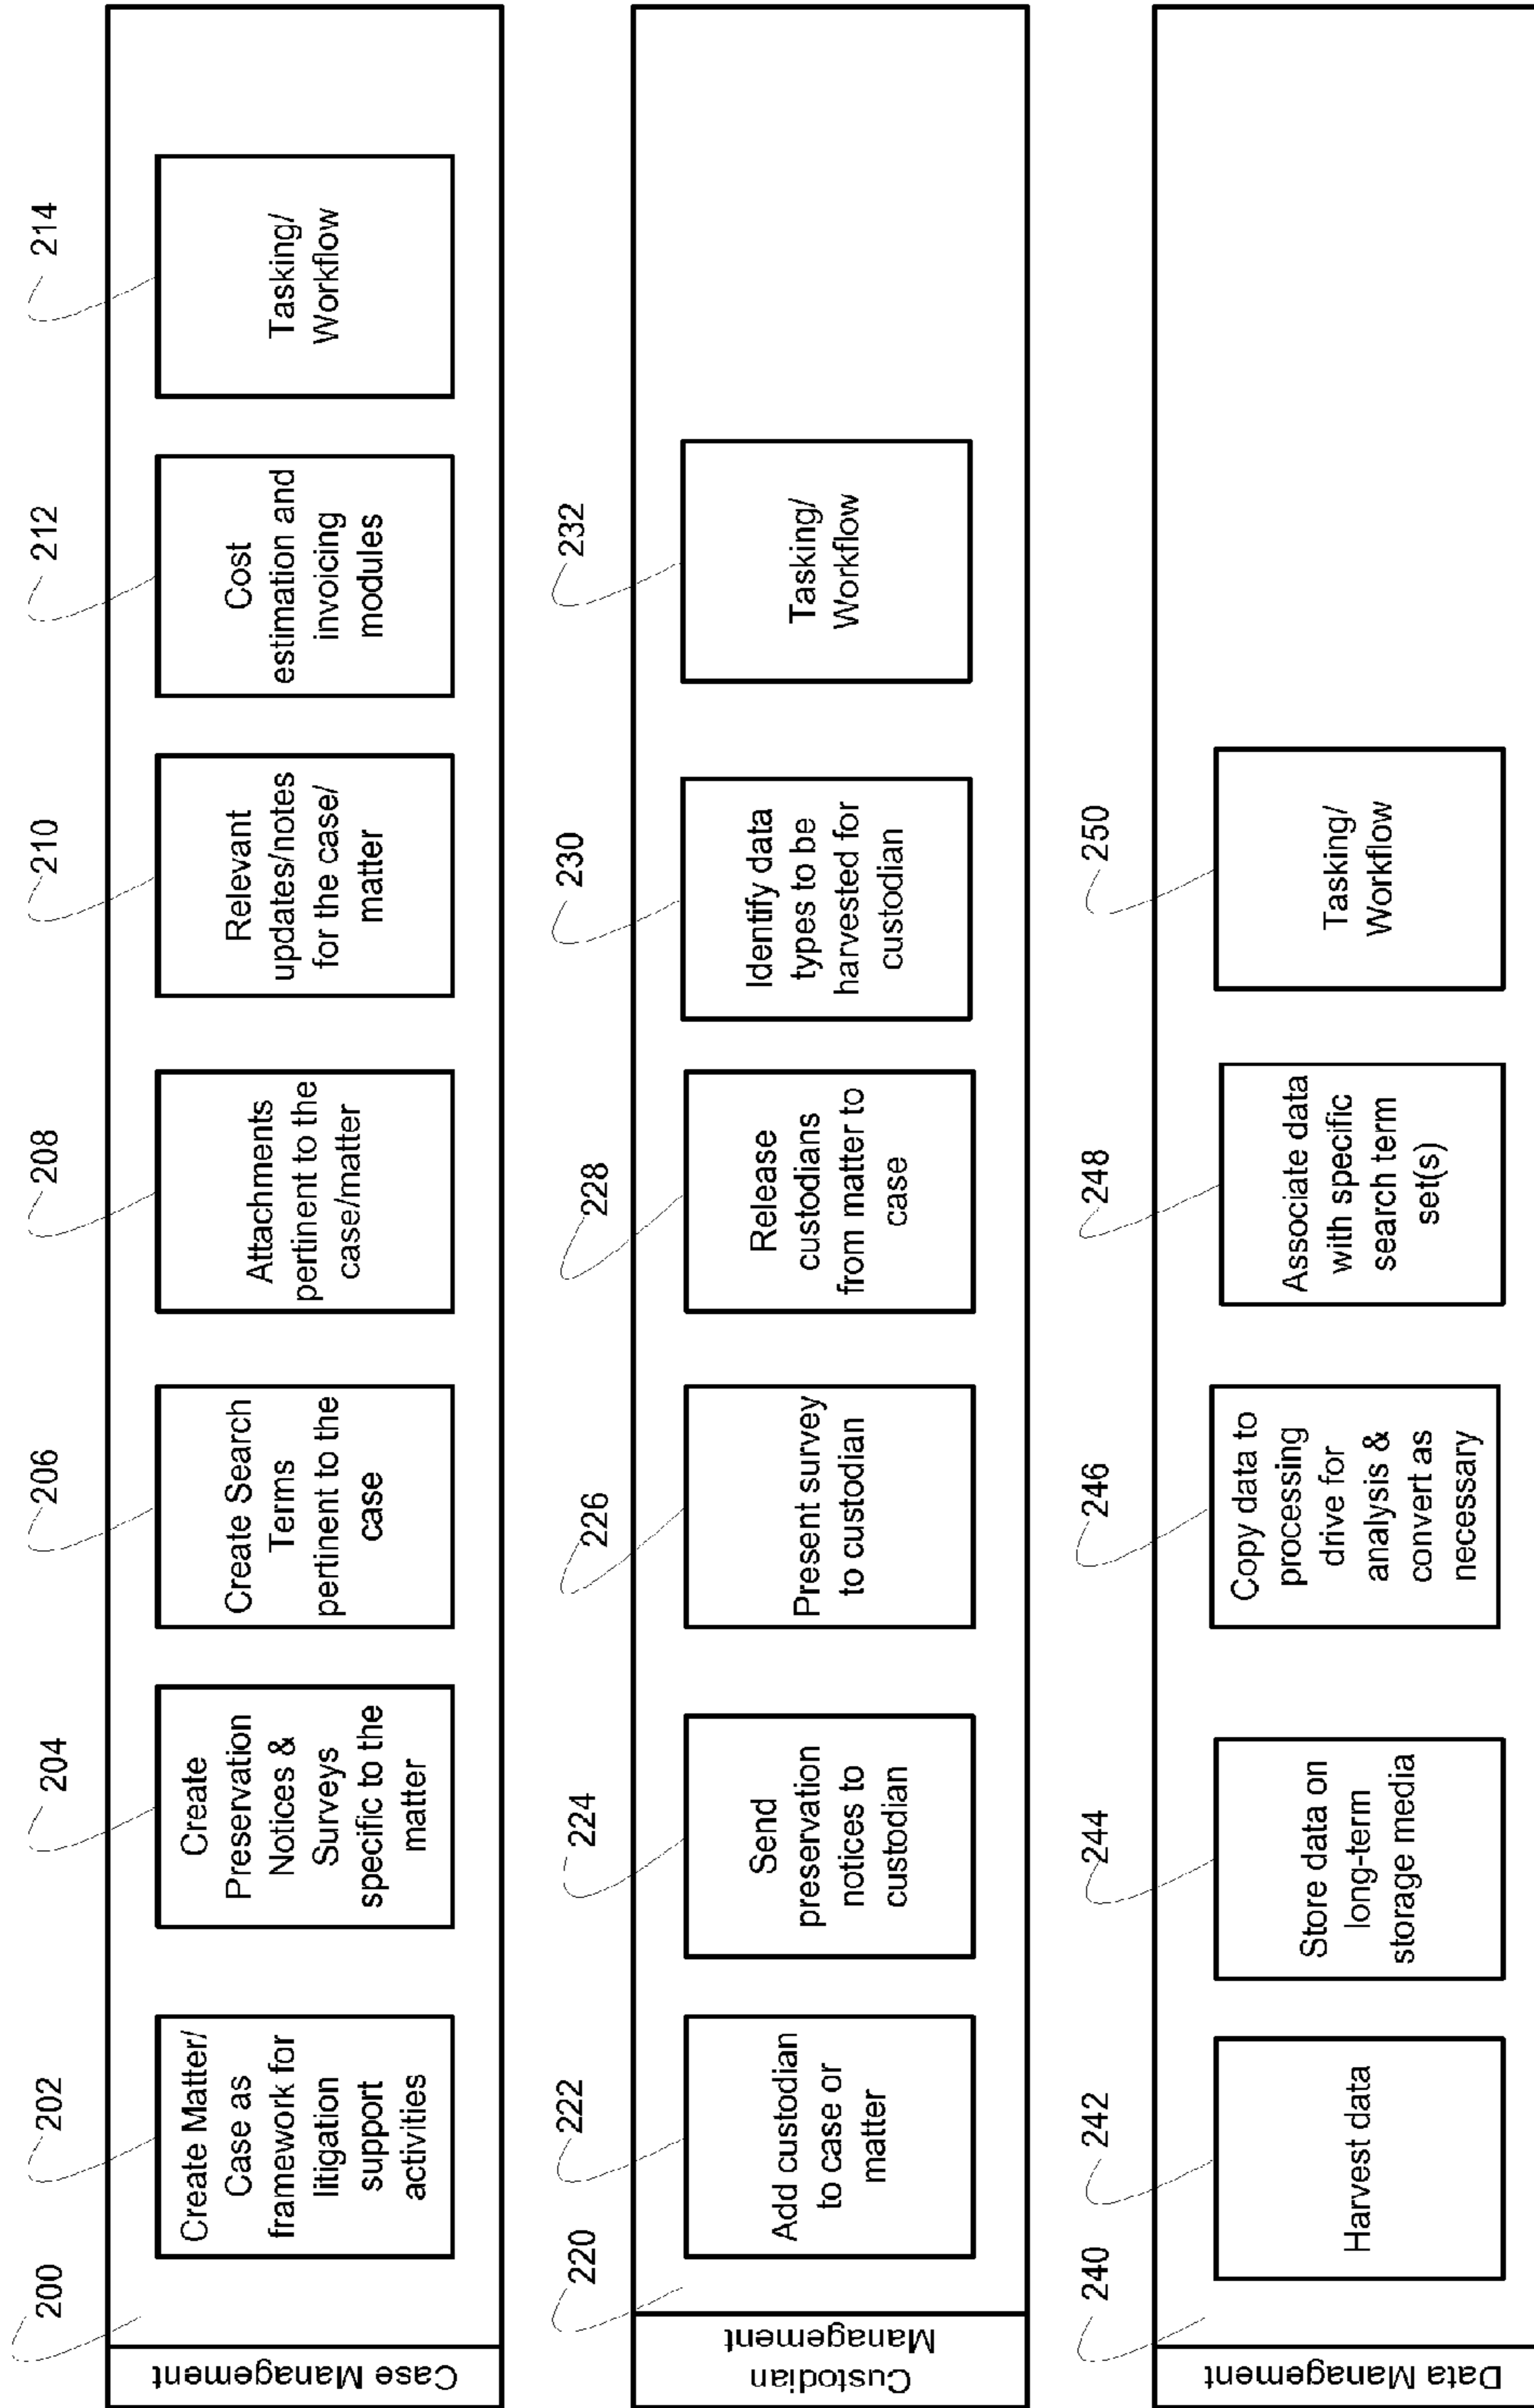 200
202
204
206
208
210
212
214
Case Management
Create Matter/
Case as
framework for
litigation
support
activities
Create
Preservation
Notices &
Surveys
specific to the
matter
Create Search
Terms
pertinent to the
case
Attachments
pertinent to the
case/matter
Relevant
updates/notes
for the case/
matter
Cost
estimation and
invoicing
modules
Tasking/
Workflow
220
222
224
226
228
230
232
Custodian
Management
Add custodian
to case or
matter
Send
preservation
notices to
custodian
Present survey
to custodian
Release
custodians
from matter to
case
Identify data
types to be
harvested for
custodian
Tasking/
Workflow
240
242
244
246
248
250
Data Management
Harvest data
Store data on
long-term
storage media
Copy data to
processing
drive for
analysis &
convert as
necessary
Associate data
with specific
search term
set(s)
Tasking/
Workflow